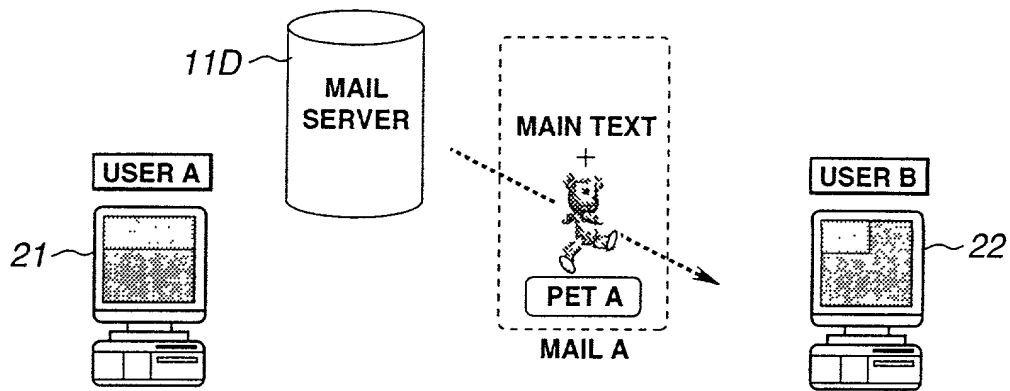 11D
MAIL
SERVER
MAIN TEXT
+
USER A
USER B
21
22
PET A
MAIL A